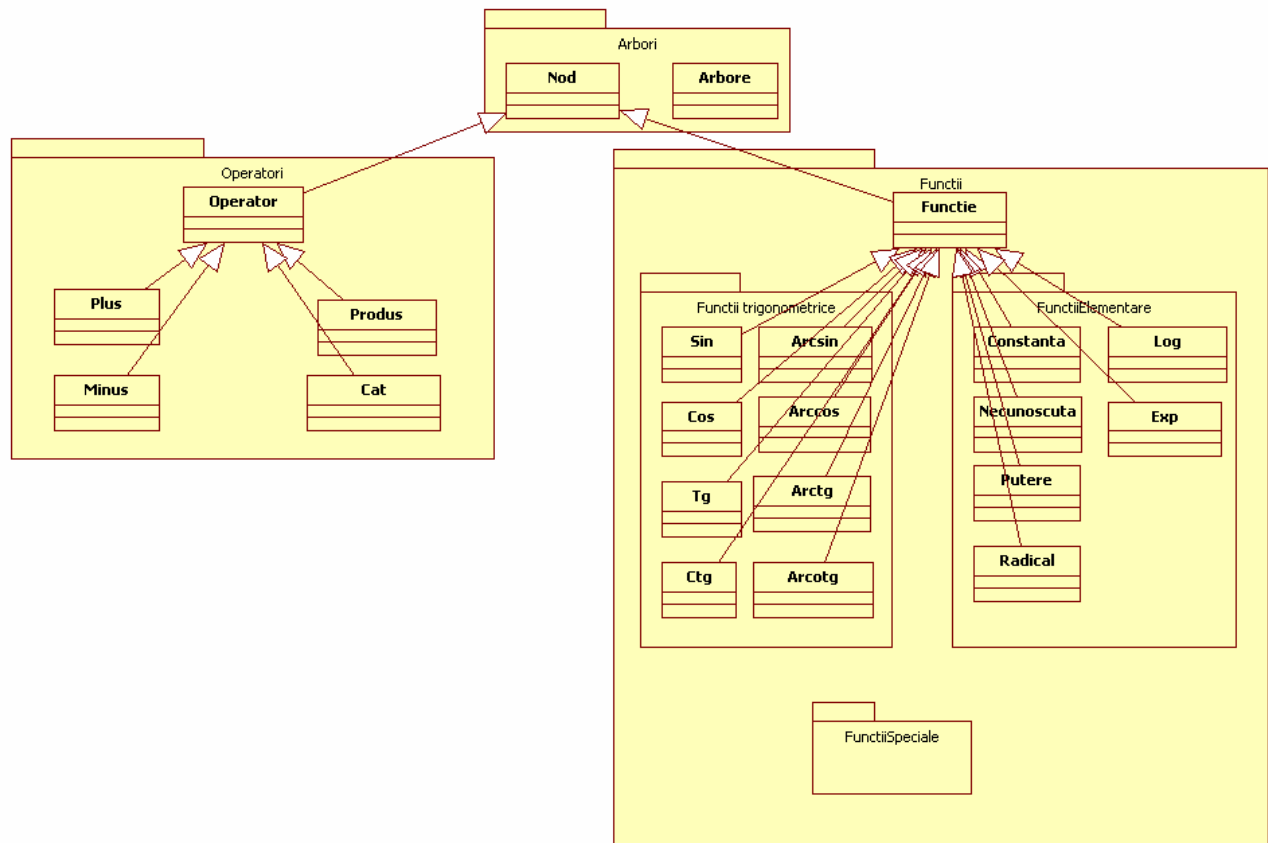 Arbori
Nod
Arbore
Operatori
Operator
Plus
Produs
Minus
Cat
Functii
Functie
Functii trigonometrice
Sin
Arcsin
Cos
Arccos
Tg
Arctg
Ctg
Arcotg
FunctiiElementare
Constanta
Log
Necunoscuta
Exp
Putere
Radical
FunctiiSpeciale